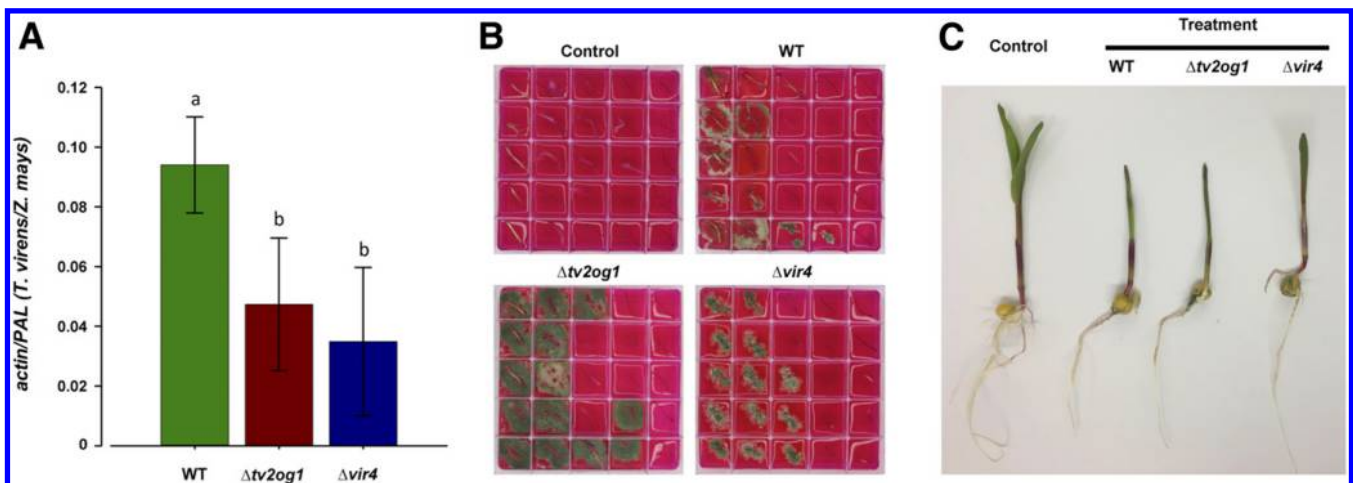 A
actin/PAL (T. virens/Z. mays)
0.12
0.10
0.08
0.06
0.04
0.02
0
a
b
b
WT
Δtv2og1
Δvir4
B
Control
WT
Δtv2og1
Δvir4
C
Control
Treatment
WT
Δtv2og1
Δvir4